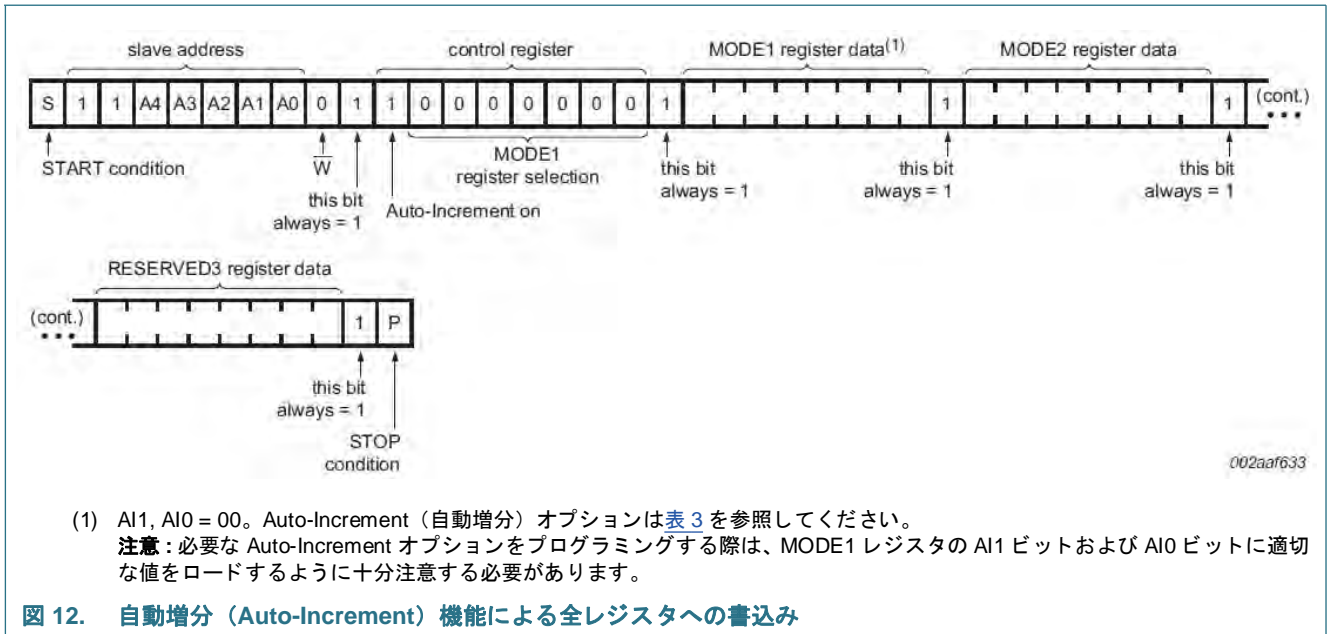 slave address control register MODE1 register data(1) MODE2 register data
S 1 1 A4 A3 A2 A1 A0 0 1 1 0 0 0 0 0 0 0 1 1 1 (cont.)
START condition W MODE1 register selection this bit always = 1 this bit always = 1 this bit always = 1
this bit always = 1 Auto-Increment on
RESERVED3 register data
(cont.) 1 P
this bit
always = 1
STOP
condition
002aaf633
(1) AI1, AI0 = 00。Auto-Increment（自動増分）オプションは表 3 を参照してください。
注意 : 必要な Auto-Increment オプションをプログラミングする際は、MODE1 レジスタの AI1 ビットおよび AI0 ビットに適切
な値をロードするように十分注意する必要があります。
図 12. 自動増分（Auto-Increment）機能による全レジスタへの書込み